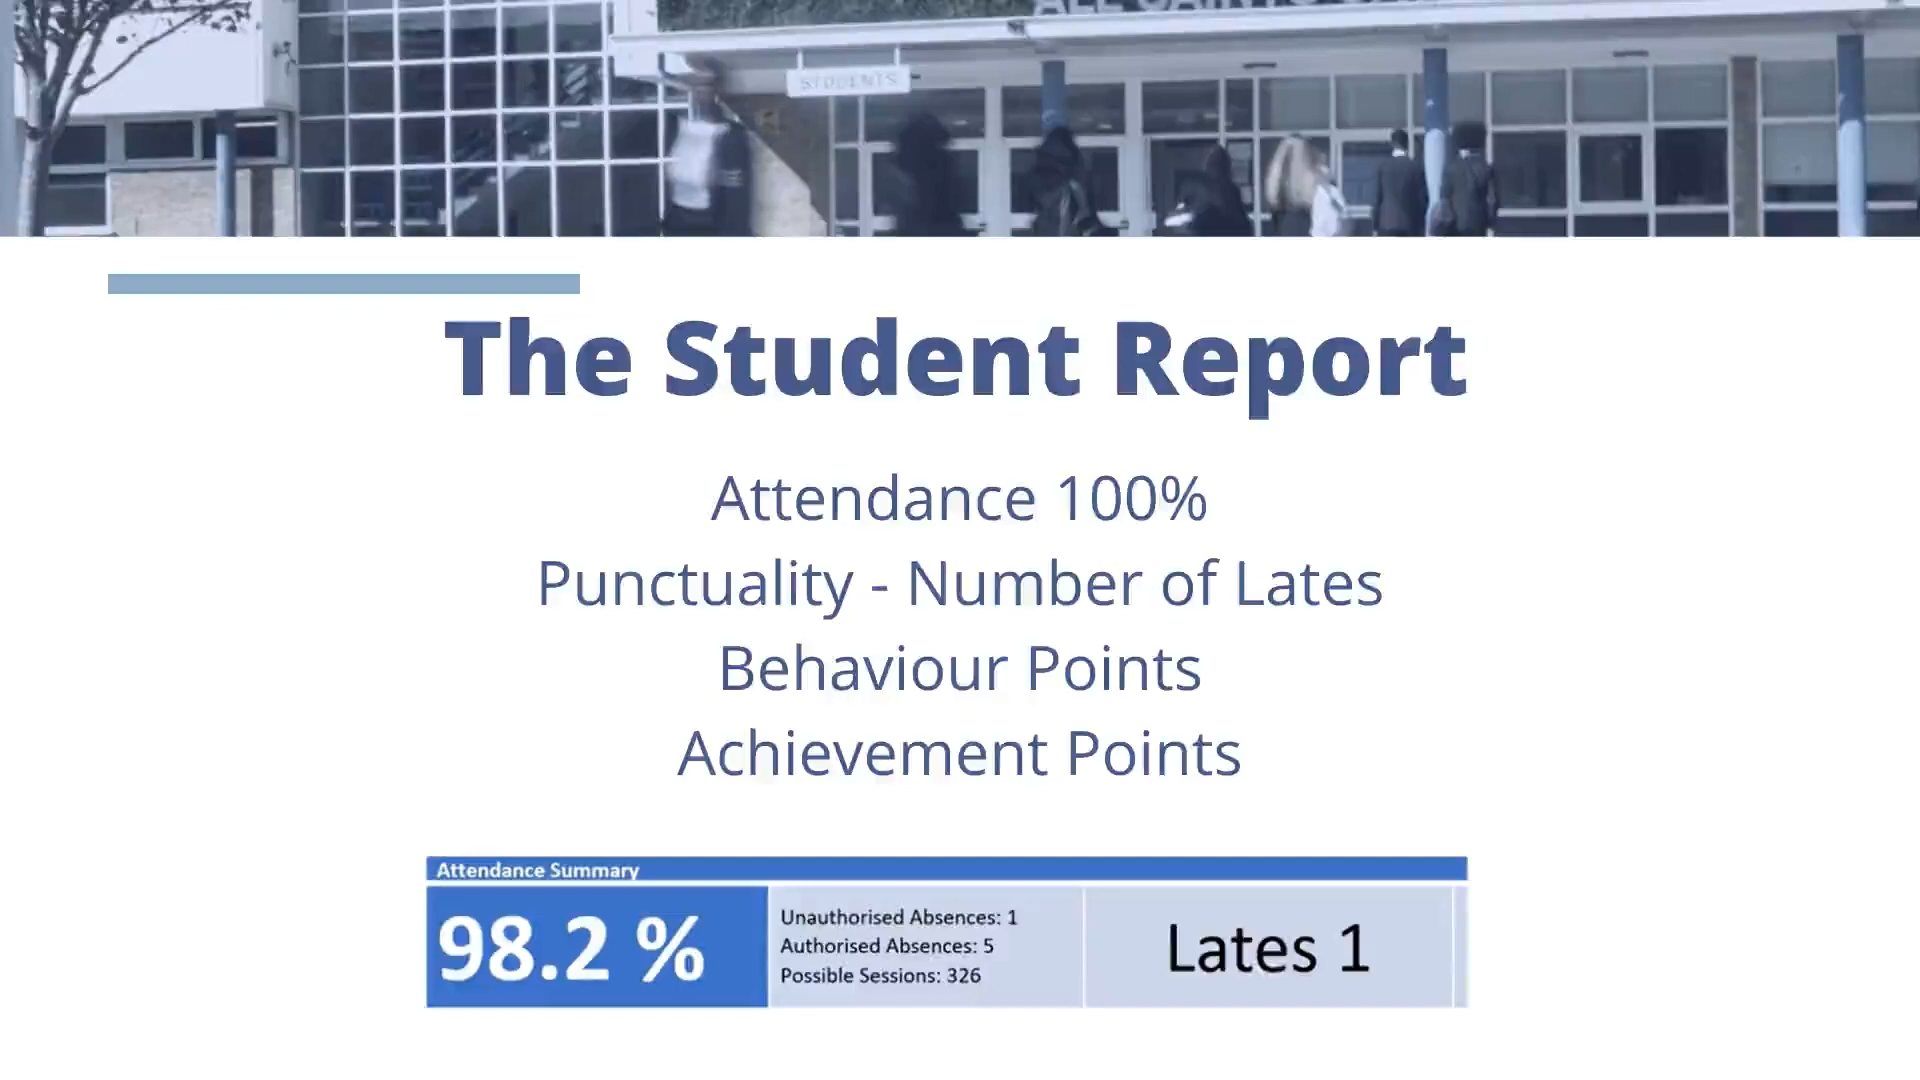 STUDENTS
The Student Report
Attendance 100%
Punctuality - Number of Lates
Behaviour Points
Achievement Points
Attendance Summary
98.2 %
Unauthorised Absences: 1
Authorised Absences: 5
Possible Sessions: 326
Lates 1